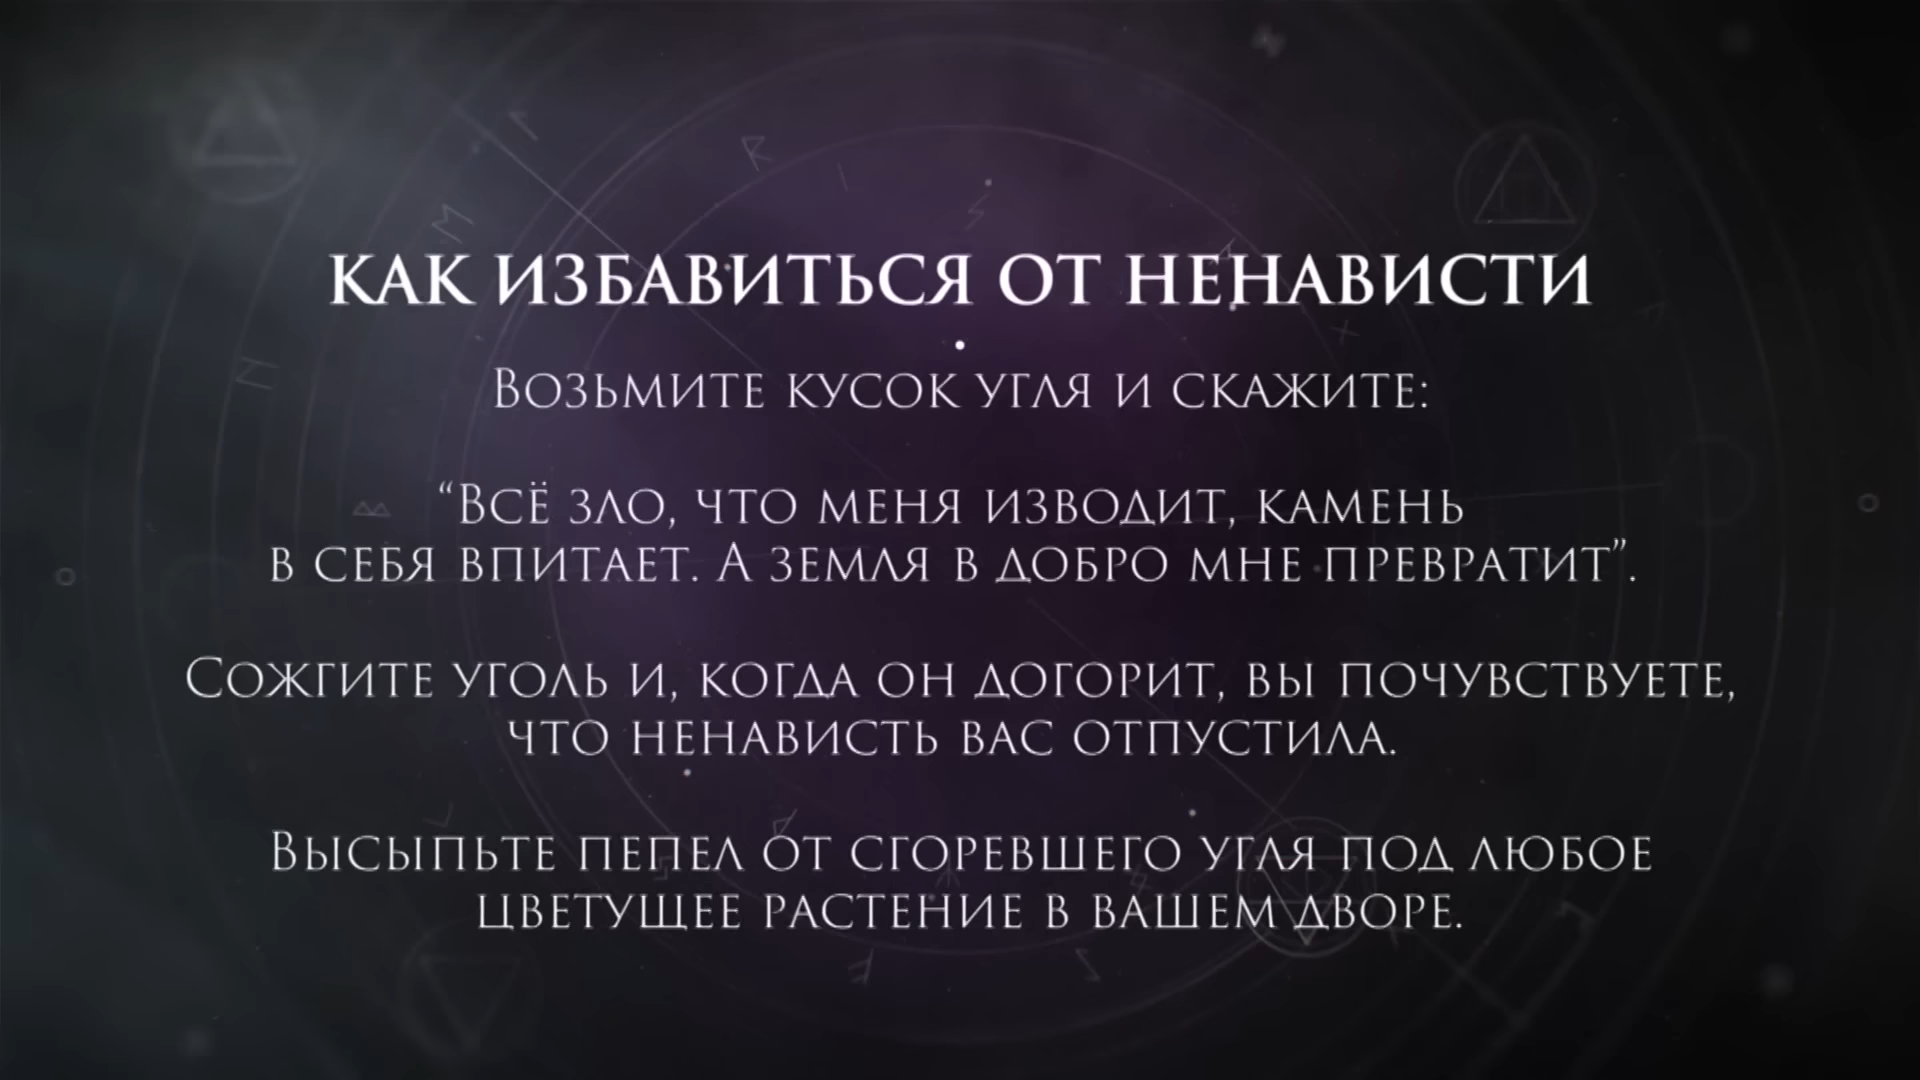 КАК ИЗБАВИТЬСЯ ОТ НЕНАВИСТИ
Возьмите кусок угля и скажите:
“Всё зло, что меня изводит, камень
в себя впитает. А земля в добро мне превратит”.
Сожгите уголь и, когда он догорит, вы почувствуете,
что ненависть вас отпустила.
Высыпьте пепел от сгоревшего угля под любое
цветущее растение в вашем дворе.